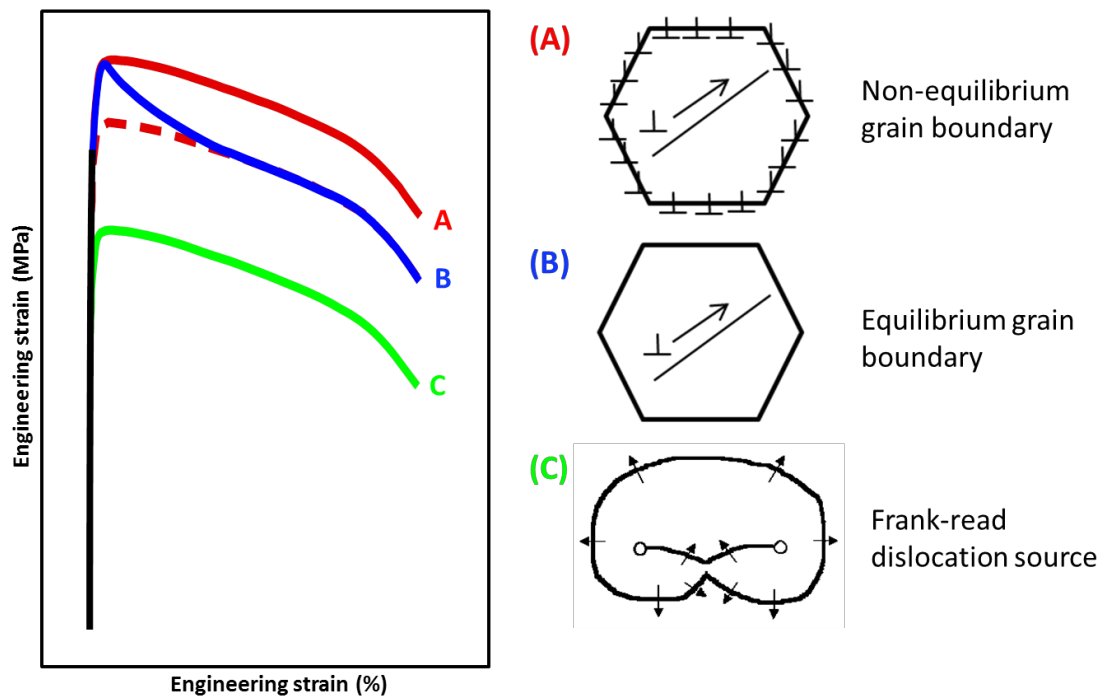 Engineering strain (MPa)
A
B
C
Engineering strain (%)
(A)
Non-equilibrium
grain boundary
(B)
Equilibrium grain
boundary
(C)
Frank-read
dislocation source